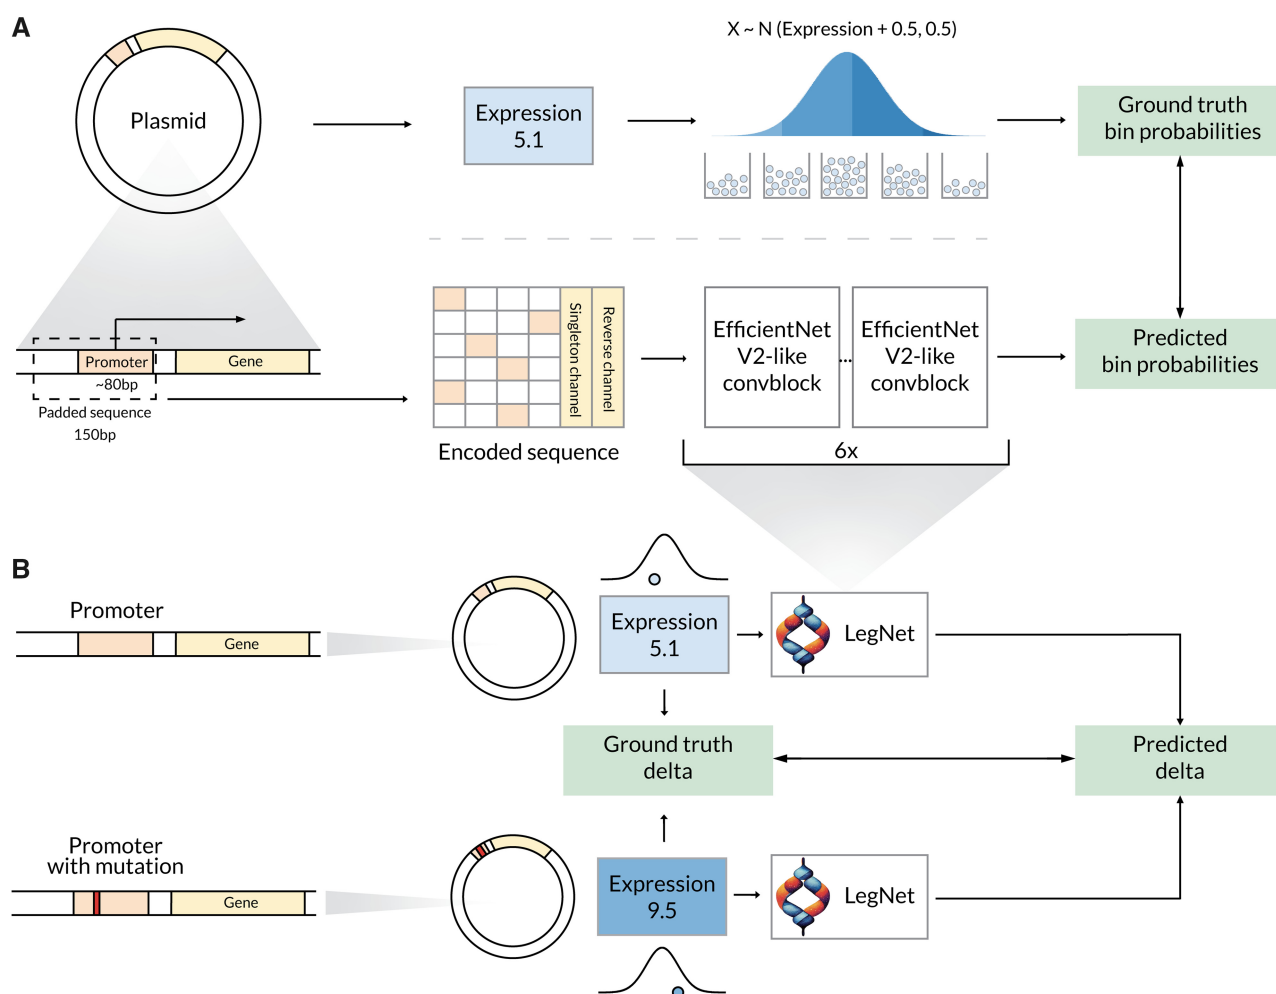 A
X ~ N (Expression + 0.5, 0.5)
Plasmid
Expression
5.1
Ground truth
bin probabilities
Promoter
Gene
~80bp
Padded sequence
150bp
Singleton channel
Reverse channel
Encoded sequence
EfficientNet
V2-like
convblock
...
EfficientNet
V2-like
convblock
6x
Predicted
bin probabilities
B
Promoter
Gene
Expression
5.1
LegNet
Ground truth
delta
Predicted
delta
Promoter
with mutation
Gene
Expression
9.5
LegNet